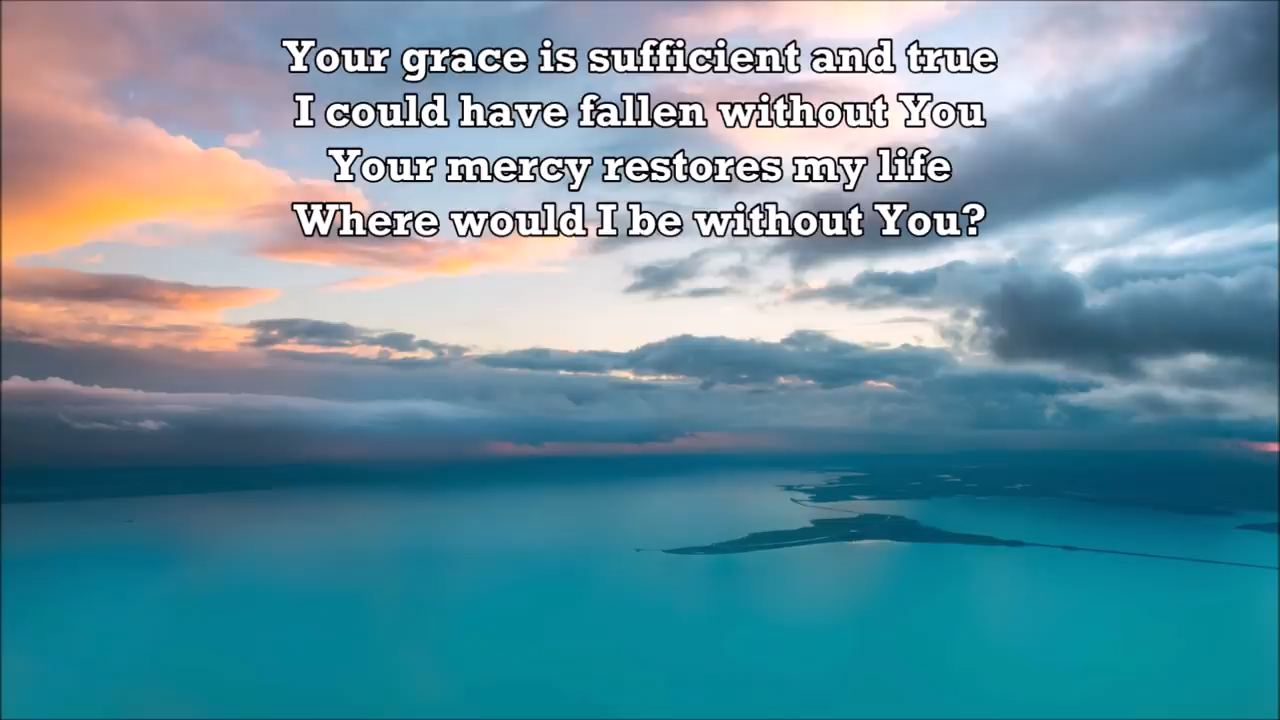 Your grace is sufficient and true
I could have fallen without You
Your mercy restores my life
Where would I be without You?